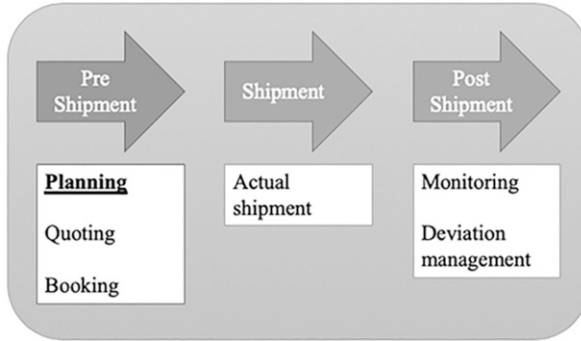 Pre
Shipment
Shipment
Post
Shipment
Planning
Quoting
Booking
Actual
shipment
Monitoring
Deviation
management